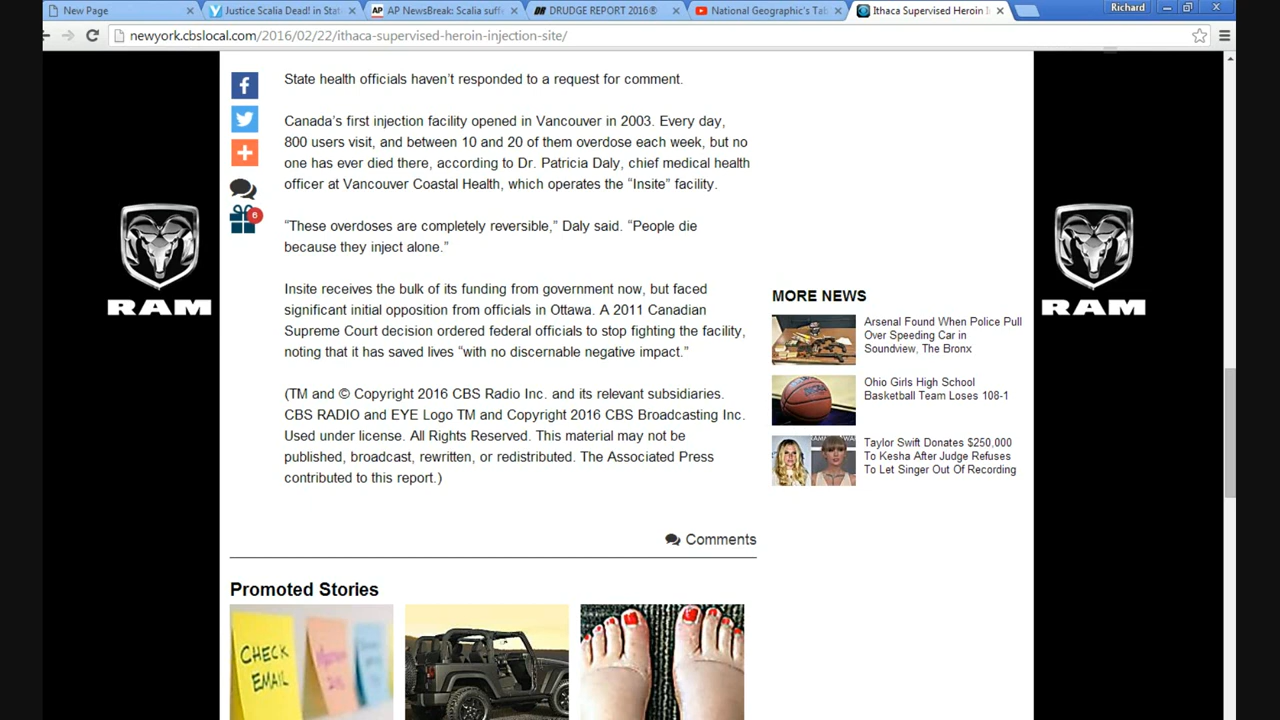 New Page
Justice Scalia Dead! in Stat
AP NewsBreak: Scalia suff
DRUDGE REPORT 2016®
National Geographic's Tab
Ithaca Supervised Heroin I
Richard
newyork.cbslocal.com/2016/02/22/ithaca-supervised-heroin-injection-site/
State health officials haven’t responded to a request for comment.
Canada’s first injection facility opened in Vancouver in 2003. Every day,
800 users visit, and between 10 and 20 of them overdose each week, but no
one has ever died there, according to Dr. Patricia Daly, chief medical health
officer at Vancouver Coastal Health, which operates the “Insite” facility.
6
“These overdoses are completely reversible,” Daly said. “People die
because they inject alone.”
Insite receives the bulk of its funding from government now, but faced
significant initial opposition from officials in Ottawa. A 2011 Canadian
Supreme Court decision ordered federal officials to stop fighting the facility,
noting that it has saved lives “with no discernable negative impact.”
(TM and © Copyright 2016 CBS Radio Inc. and its relevant subsidiaries.
CBS RADIO and EYE Logo TM and Copyright 2016 CBS Broadcasting Inc.
Used under license. All Rights Reserved. This material may not be
published, broadcast, rewritten, or redistributed. The Associated Press
contributed to this report.)
RAM
RAM
MORE NEWS
Arsenal Found When Police Pull
Over Speeding Car in
Soundview, The Bronx
Ohio Girls High School
Basketball Team Loses 108-1
Taylor Swift Donates $250,000
To Kesha After Judge Refuses
To Let Singer Out Of Recording
Comments
Promoted Stories
CHECK
EMAIL